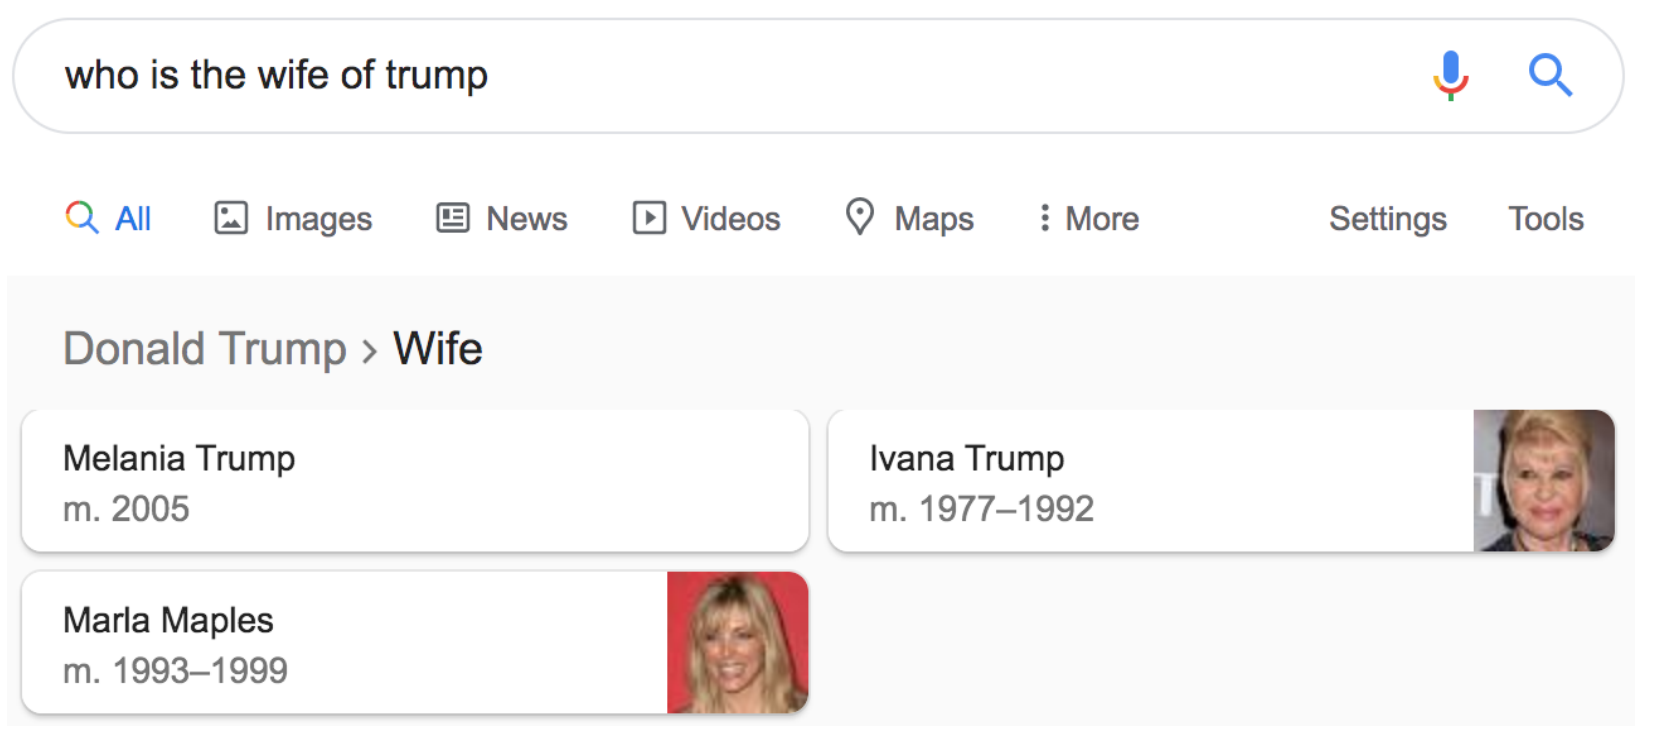 who is the wife of trump
All Images News Videos Maps More Settings Tools
Donald Trump > Wife
Melania Trump
m. 2005
Ivana Trump
m. 1977–1992
Marla Maples
m. 1993–1999